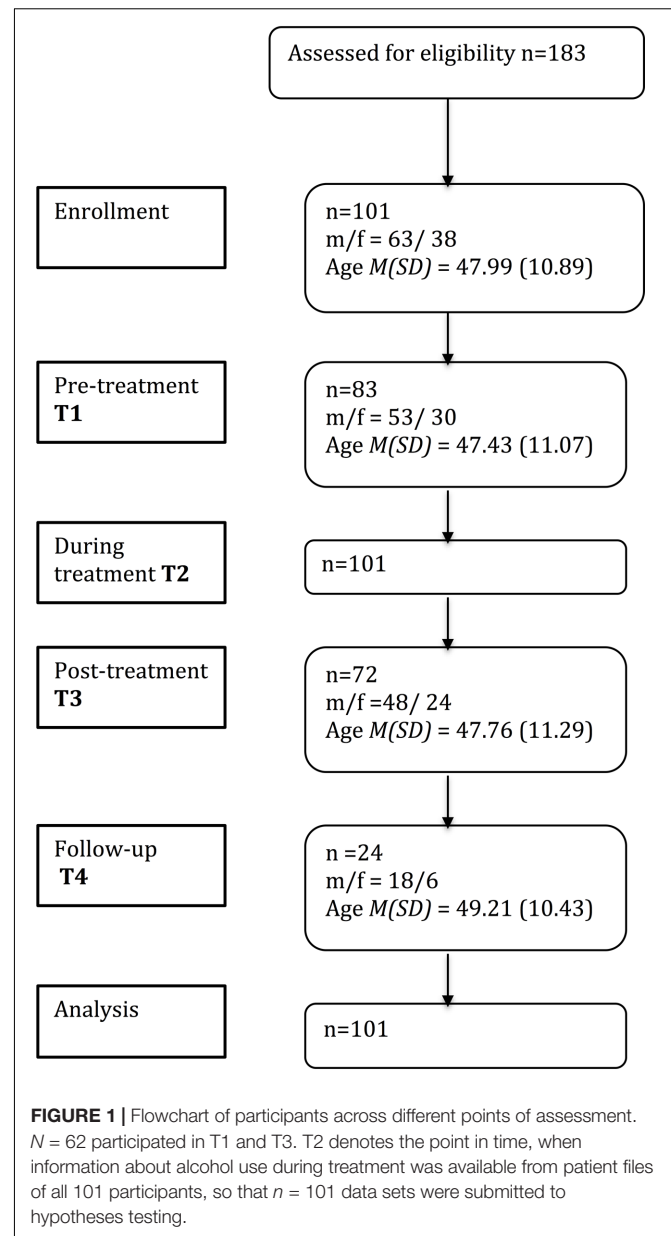 Assessed for eligibility n=183
Enrollment
n=101
m/f = 63/ 38
Age M(SD) = 47.99 (10.89)
Pre-treatment
T1
n=83
m/f = 53/ 30
Age M(SD) = 47.43 (11.07)
During
treatment T2
n=101
Post-treatment
T3
n=72
m/f =48/ 24
Age M(SD) = 47.76 (11.29)
Follow-up
T4
n =24
m/f = 18/6
Age M(SD) = 49.21 (10.43)
Analysis
n=101
FIGURE 1 | Flowchart of participants across different points of assessment.
N = 62 participated in T1 and T3. T2 denotes the point in time, when
information about alcohol use during treatment was available from patient files
of all 101 participants, so that n = 101 data sets were submitted to
hypotheses testing.